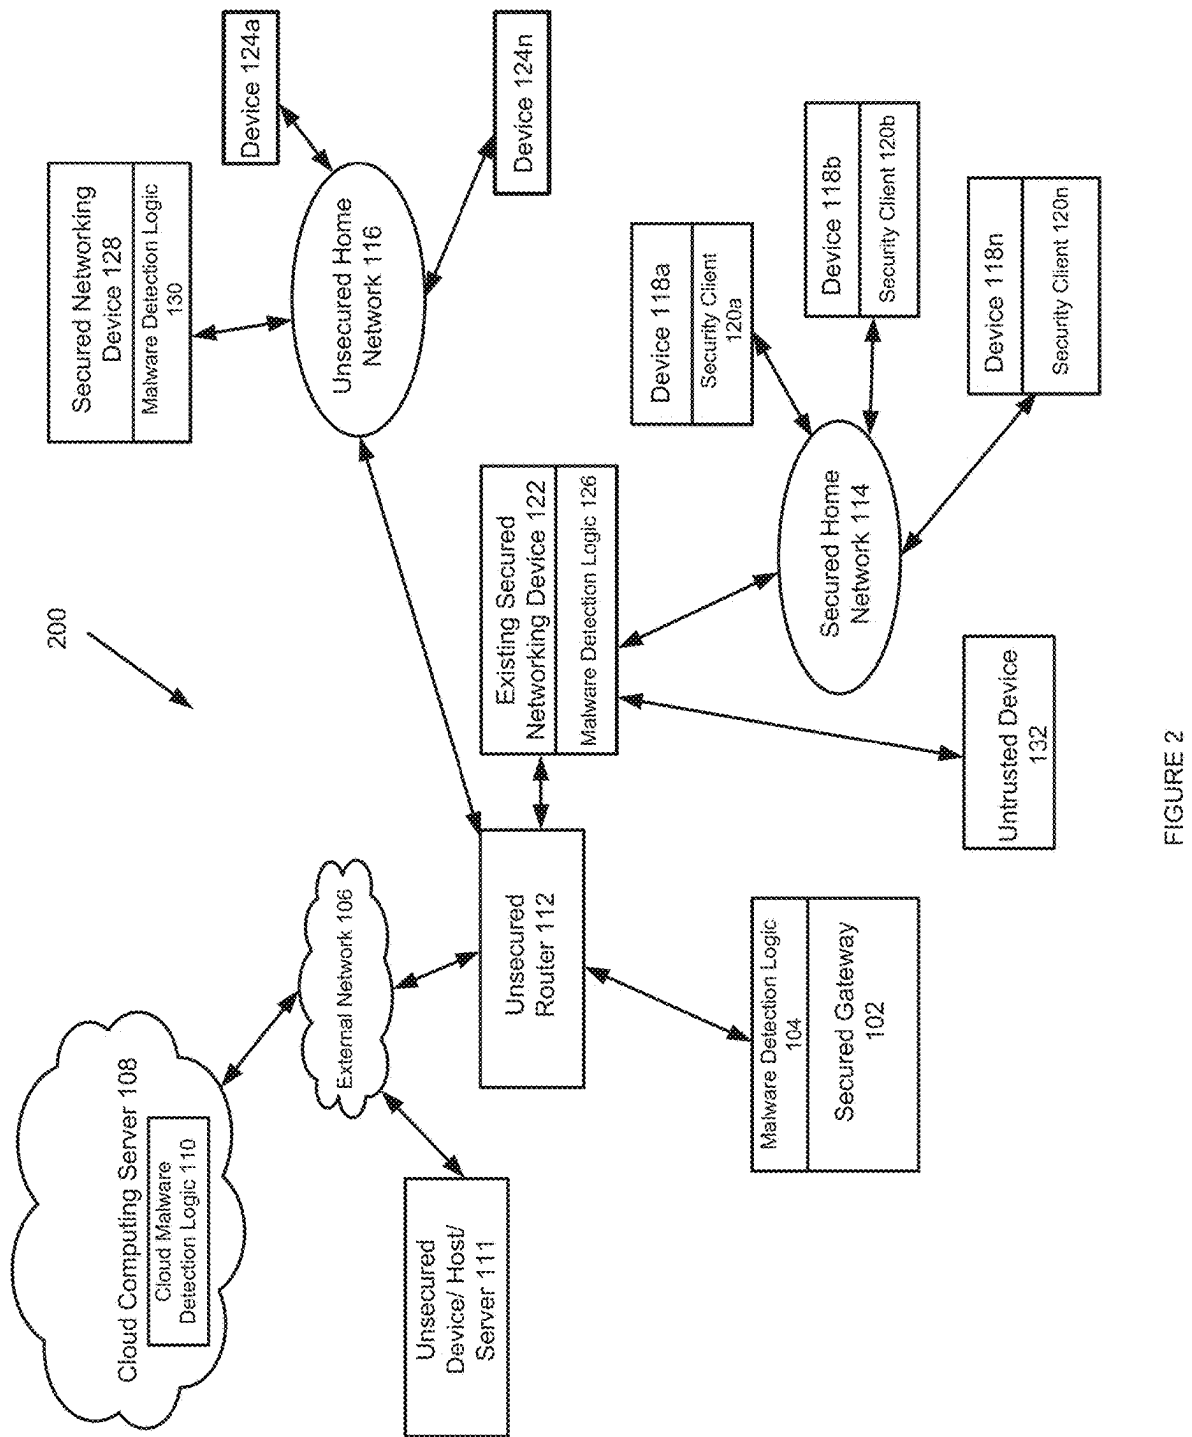 200
Cloud Computing Server 108
Cloud Malware
Detection Logic 110
External Network 106
Unsecured
Device/ Host/
Server 111
Unsecured
Router 112
Malware Detection Logic
104
Secured Gateway
102
Existing Secured
Networking Device 122
Malware Detection Logic 126
Untrusted Device
132
Secured Networking
Device 128
Malware Detection Logic
130
Unsecured Home
Network 116
Device 124a
Device 124n
Secured Home
Network 114
Device 118a
Security Client
120a
Device 118b
Security Client 120b
Device 118n
Security Client 120n
FIGURE 2